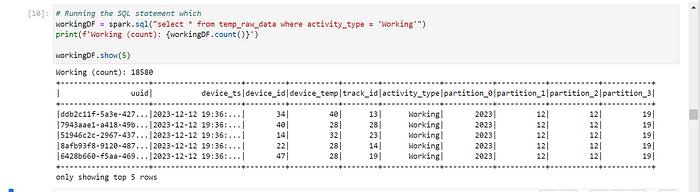 [10]: # Running the SQL statement which
workingDF = spark.sql("select * from temp_raw_data where activity_type = 'Working'")
print(f'Working (count): {workingDF.count()}')
workingDF.show(5)
Working (count): 18580
+--------------------+--------------------+---------+-----------+--------+-------------+-----------+-----------+-----------+-----------+
| uuid| device_ts|device_id|device_temp|track_id|activity_type|partition_0|partition_1|partition_2|partition_3|
+--------------------+--------------------+---------+-----------+--------+-------------+-----------+-----------+-----------+-----------+
|ddb2c11f-5a3e-427...|2023-12-12 19:36:...| 34| 40| 13| Working| 2023| 12| 12| 19|
|7943aae1-a418-49b...|2023-12-12 19:36:...| 40| 28| 28| Working| 2023| 12| 12| 19|
|51946c2c-2967-437...|2023-12-12 19:36:...| 14| 32| 23| Working| 2023| 12| 12| 19|
|8afb93f8-9120-487...|2023-12-12 19:36:...| 22| 28| 14| Working| 2023| 12| 12| 19|
|6428b660-f5aa-469...|2023-12-12 19:36:...| 47| 28| 19| Working| 2023| 12| 12| 19|
+--------------------+--------------------+---------+-----------+--------+-------------+-----------+-----------+-----------+-----------+
only showing top 5 rows